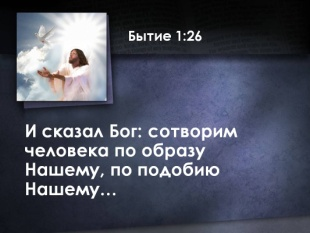 Бытие 1:26
И сказал Бог: сотворим
человека по образу
Нашему, по подобию
Нашему…